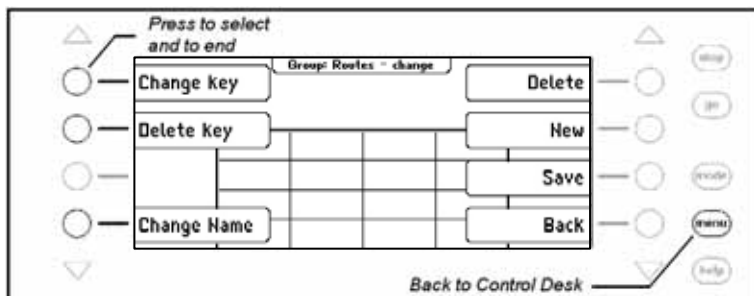 Press to select
and to end
Group: Routes - change
Change key
Delete
stop
go
Delete key
New
Save
mode
Change Name
Back
menu
Back to Control Desk
help